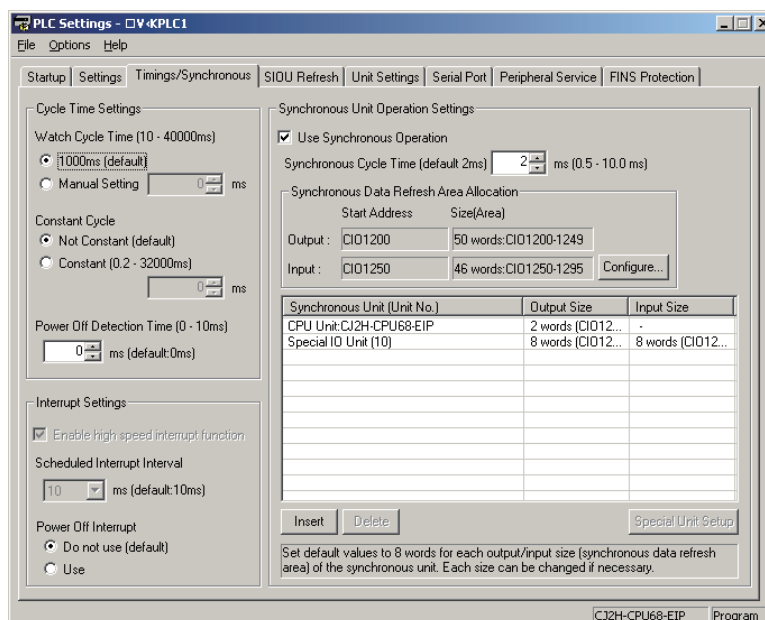 PLC Settings - □V∢KPLC1
File Options Help
Startup Settings Timings/Synchronous SIOU Refresh Unit Settings Serial Port Peripheral Service FINS Protection
Cycle Time Settings
Watch Cycle Time (10 - 40000ms)
1000ms (default)
Manual Setting 0 ms
Constant Cycle
Not Constant (default)
Constant (0.2 - 32000ms)
0 ms
Power Off Detection Time (0 - 10ms)
0 ms (default:0ms)
Interrupt Settings
Enable high speed interrupt function
Scheduled Interrupt Interval
10 ms (default:10ms)
Power Off Interrupt
Do not use (default)
Use
Synchronous Unit Operation Settings
Use Synchronous Operation
Synchronous Cycle Time (default 2ms) 2 ms (0.5 - 10.0 ms)
Synchronous Data Refresh Area Allocation
Start Address Size(Area)
Output : CIO1200 50 words:CIO1200-1249
Input : CIO1250 46 words:CIO1250-1295 Configure...
Synchronous Unit (Unit No.) Output Size Input Size
CPU Unit:CJ2H-CPU68-EIP 2 words (CIO12... -
Special IO Unit (10) 8 words (CIO12... 8 words (CIO12...
Insert Delete Special Unit Setup
Set default values to 8 words for each output/input size (synchronous data refresh
area) of the synchronous unit. Each size can be changed if necessary.
CJ2H-CPU68-EIP Program